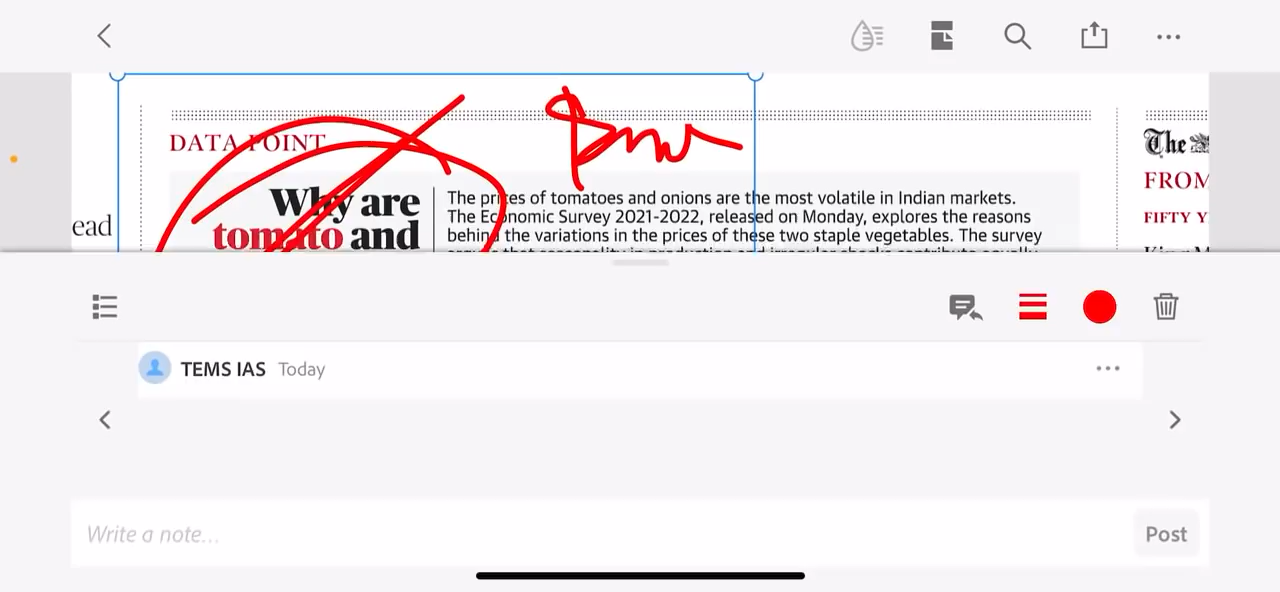 DATA POINT
Why are
tomato and
The prices of tomatoes and onions are the most volatile in Indian markets.
The Economic Survey 2021-2022, released on Monday, explores the reasons
behind the variations in the prices of these two staple vegetables. The survey
ead
The
FROM
FIFTY Y
TEMS IAS Today
Write a note...
Post